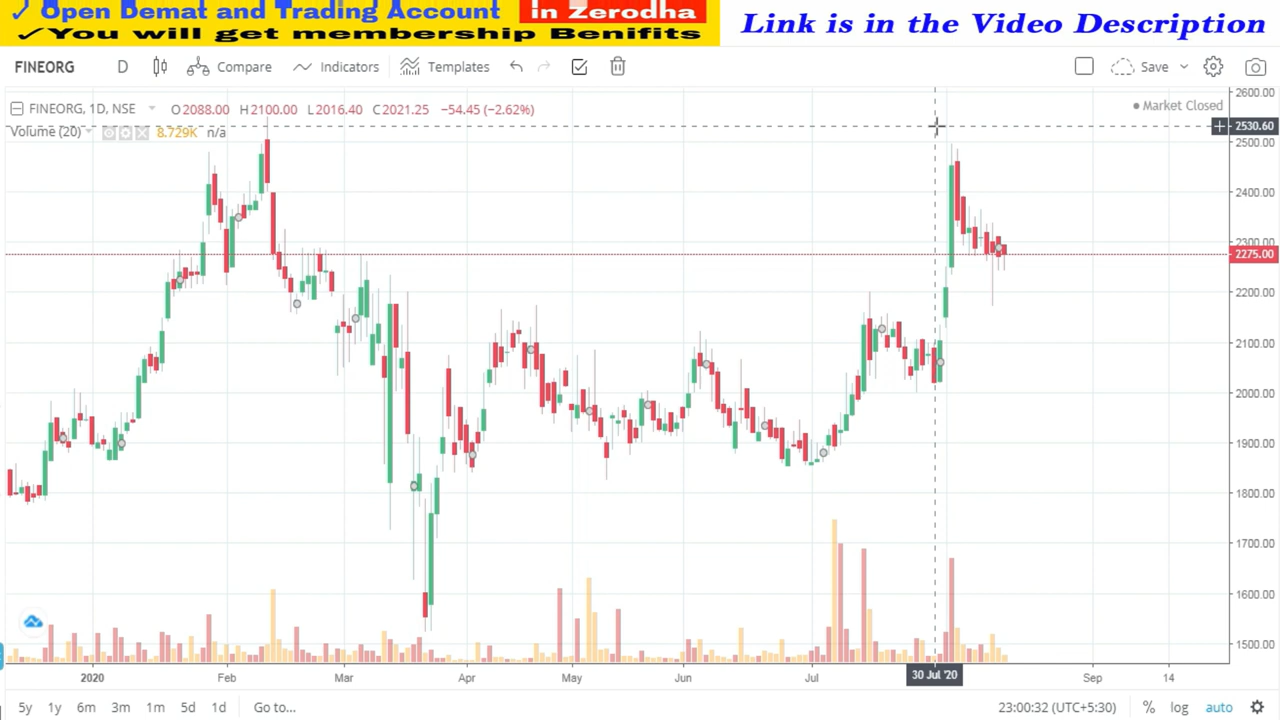 ✓ Open Demat and Trading Account In Zerodha
✓You will get membership Benifits
Link is in the Video Description
FINEORG D Compare Indicators Templates Save
FINEORG, 1D, NSE O2088.00 H2100.00 L2016.40 C2021.25 −54.45 (−2.62%)
Market Closed
Volume (20) 8.729K n/a
2600.00
2530.60
2500.00
2400.00
2300.00
2275.00
2200.00
2100.00
2000.00
1900.00
1800.00
1700.00
1600.00
1500.00
2020 Feb Mar Apr May Jun Jul 30 Jul '20 Sep 14
5y 1y 6m 3m 1m 5d 1d Go to... 23:00:32 (UTC+5:30) % log auto